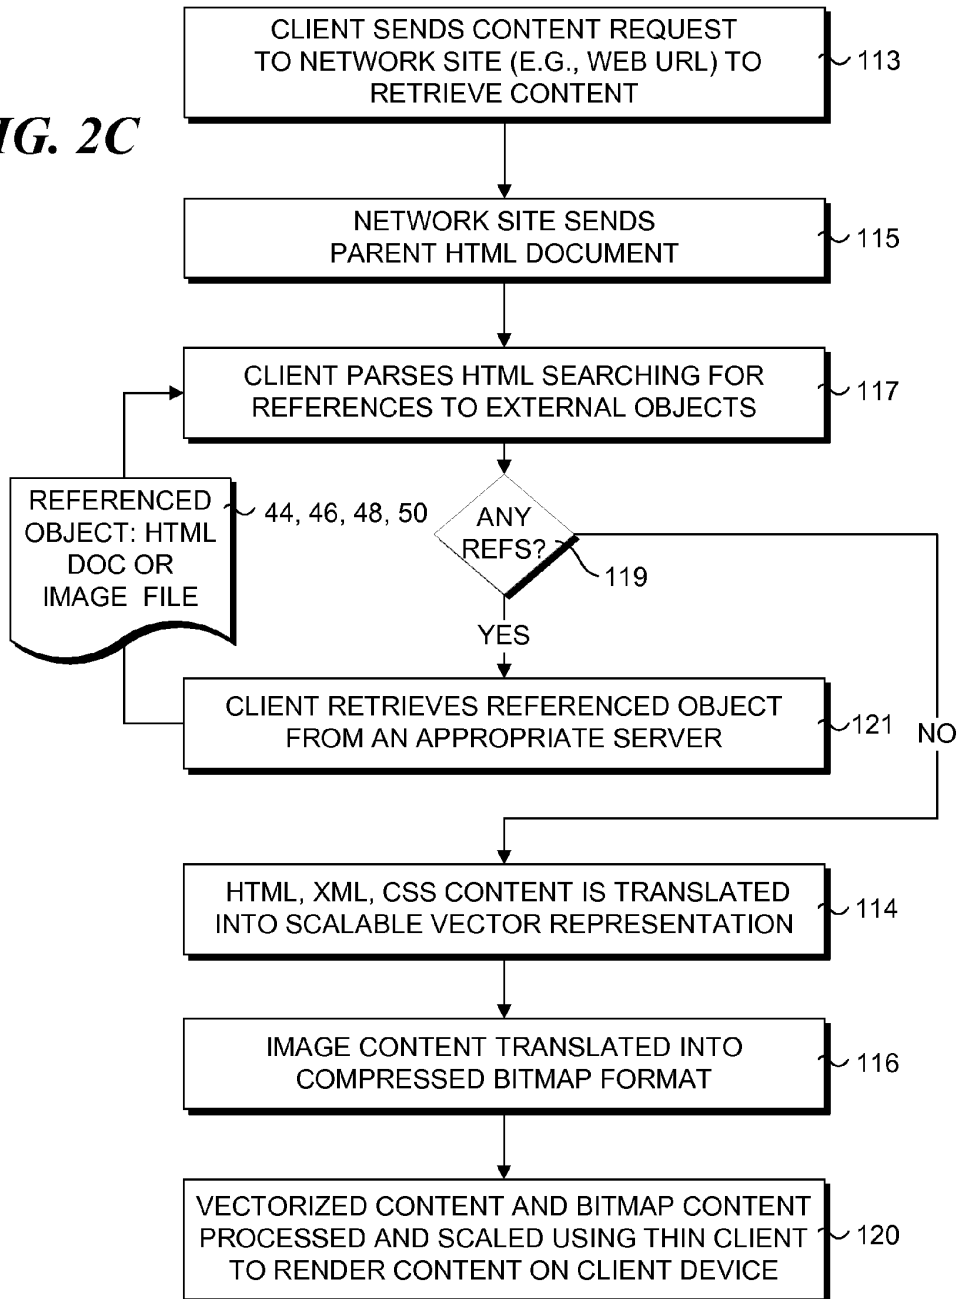 CLIENT SENDS CONTENT REQUEST
TO NETWORK SITE (E.G., WEB URL) TO
RETRIEVE CONTENT
113
IG. 2C
NETWORK SITE SENDS
PARENT HTML DOCUMENT
115
CLIENT PARSES HTML SEARCHING FOR
REFERENCES TO EXTERNAL OBJECTS
117
REFERENCED
OBJECT: HTML
DOC OR
IMAGE FILE
44, 46, 48, 50
ANY
REFS?
119
YES
CLIENT RETRIEVES REFERENCED OBJECT
FROM AN APPROPRIATE SERVER
121
NO
HTML, XML, CSS CONTENT IS TRANSLATED
INTO SCALABLE VECTOR REPRESENTATION
114
IMAGE CONTENT TRANSLATED INTO
COMPRESSED BITMAP FORMAT
116
VECTORIZED CONTENT AND BITMAP CONTENT
PROCESSED AND SCALED USING THIN CLIENT
TO RENDER CONTENT ON CLIENT DEVICE
120